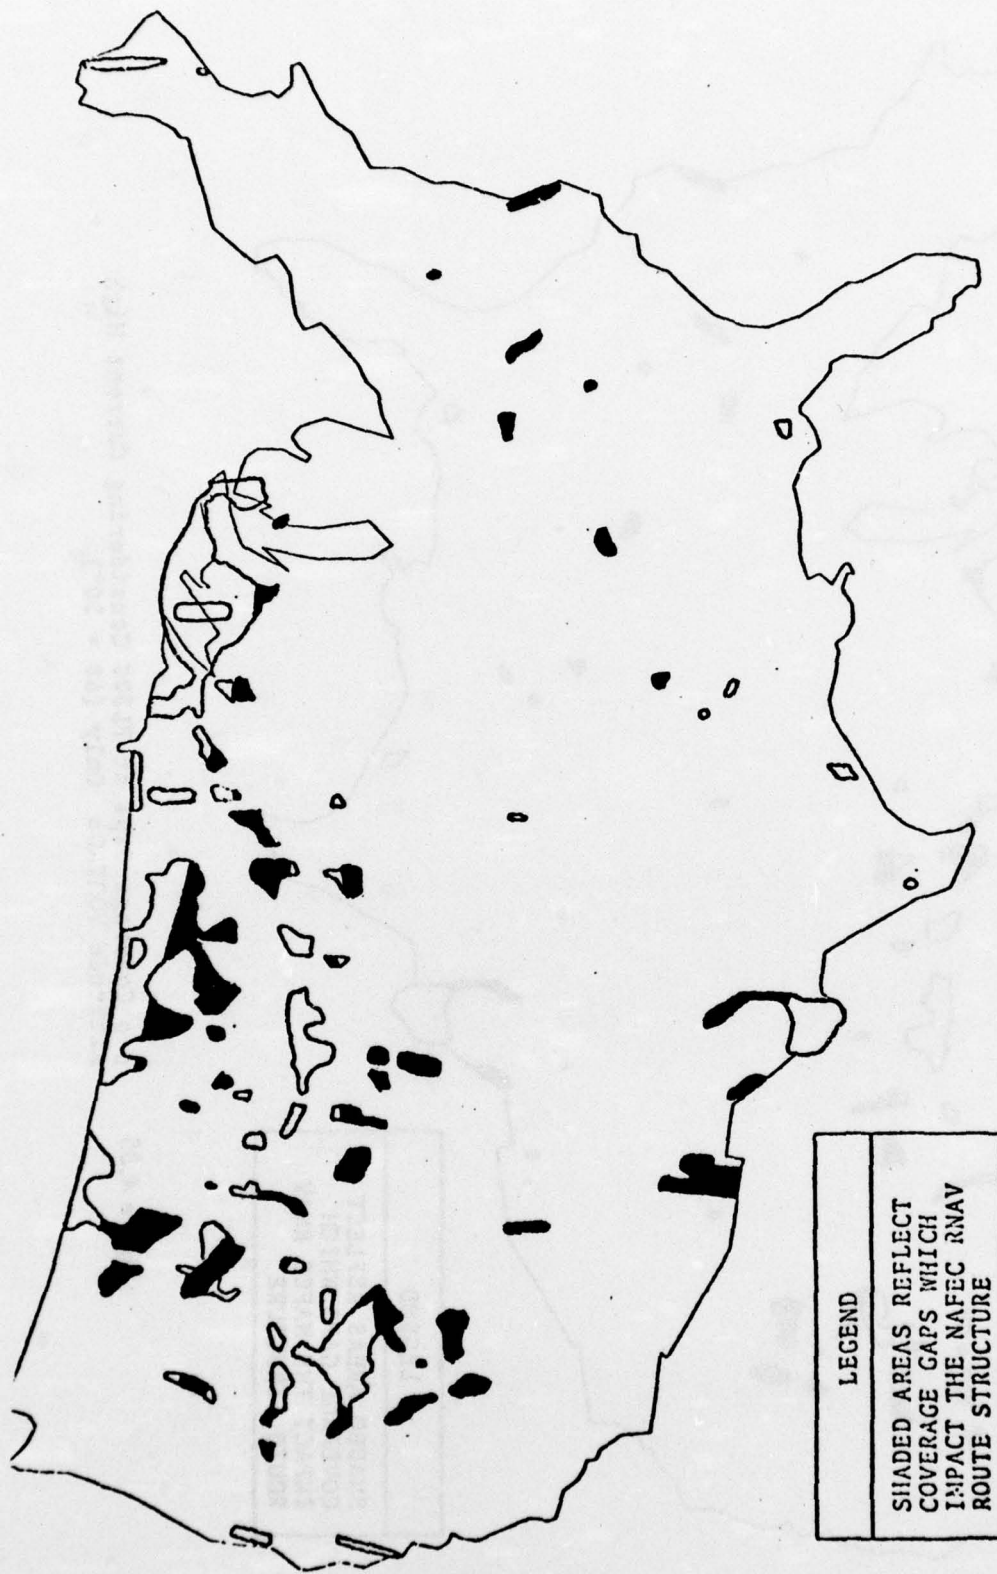 LEGEND
SHADED AREAS REFLECT
COVERAGE GAPS WHICH
IMPACT THE NAFEC RNAV
ROUTE STRUCTURE